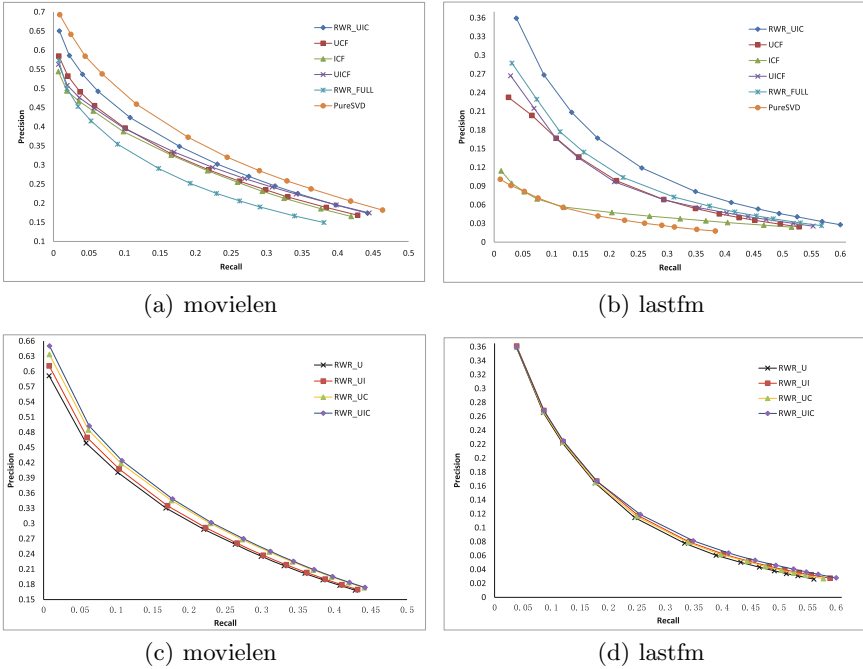 0.7
0.65
0.6
0.55
0.5
0.45
0.4
0.35
0.3
0.25
0.2
0.15
0.1
Precision
0 0.05 0.1 0.15 0.2 0.25 0.3 0.35 0.4 0.45 0.5
Recall
RWR_UIC
UCF
ICF
UICF
RWR_FULL
PureSVD
(a) movielen
0.36
0.33
0.3
0.27
0.24
0.21
0.18
0.15
0.12
0.09
0.06
0.03
0
Precision
0 0.05 0.1 0.15 0.2 0.25 0.3 0.35 0.4 0.45 0.5 0.55 0.6
Recall
RWR_UIC
UCF
ICF
UICF
RWR_FULL
PureSVD
(b) lastfm
0.66
0.63
0.6
0.57
0.54
0.51
0.48
0.45
0.42
0.39
0.36
0.33
0.3
0.27
0.24
0.21
0.18
0.15
Precision
0 0.05 0.1 0.15 0.2 0.25 0.3 0.35 0.4 0.45 0.5
Recall
RWR_U
RWR_UI
RWR_UC
RWR_UIC
(c) movielen
0.36
0.34
0.32
0.3
0.28
0.26
0.24
0.22
0.2
0.18
0.16
0.14
0.12
0.1
0.08
0.06
0.04
0.02
0
Precision
0 0.05 0.1 0.15 0.2 0.25 0.3 0.35 0.4 0.45 0.5 0.55 0.6
Recall
RWR_U
RWR_UI
RWR_UC
RWR_UIC
(d) lastfm